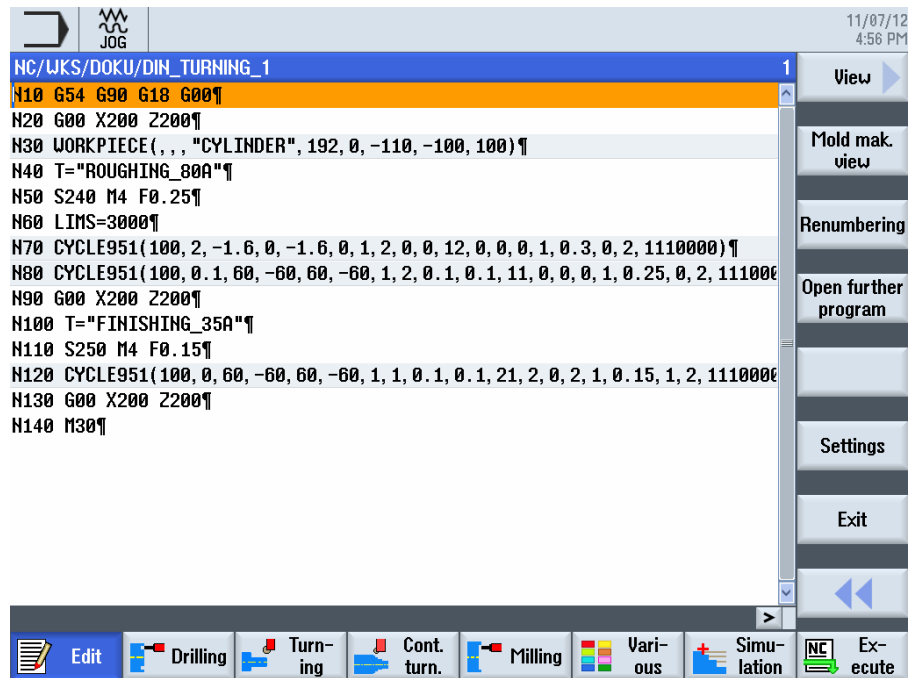 JOG
11/07/12
4:56 PM
NC/WKS/DOKU/DIN_TURNING_1 1
N10 G54 G90 G18 G00¶
N20 G00 X200 Z200¶
N30 WORKPIECE(,,,"CYLINDER",192,0,-110,-100,100)¶
N40 T="ROUGHING_80A"¶
N50 S240 M4 F0.25¶
N60 LIMS=3000¶
N70 CYCLE951(100,2,-1.6,0,-1.6,0,1,2,0,0,12,0,0,0,1,0.3,0,2,1110000)¶
N80 CYCLE951(100,0.1,60,-60,60,-60,1,2,0.1,0.1,11,0,0,0,1,0.25,0,2,111000
N90 G00 X200 Z200¶
N100 T="FINISHING_35A"¶
N110 S250 M4 F0.15¶
N120 CYCLE951(100,0,60,-60,60,-60,1,1,0.1,0.1,21,2,0,2,1,0.15,1,2,1110000
N130 G00 X200 Z200¶
N140 M30¶
View
Mold mak.
view
Renumbering
Open further
program
Settings
Exit
>
Edit
Drilling
Turn-
ing
Cont.
turn.
Milling
Vari-
ous
Simu-
lation
NC
Ex-
ecute